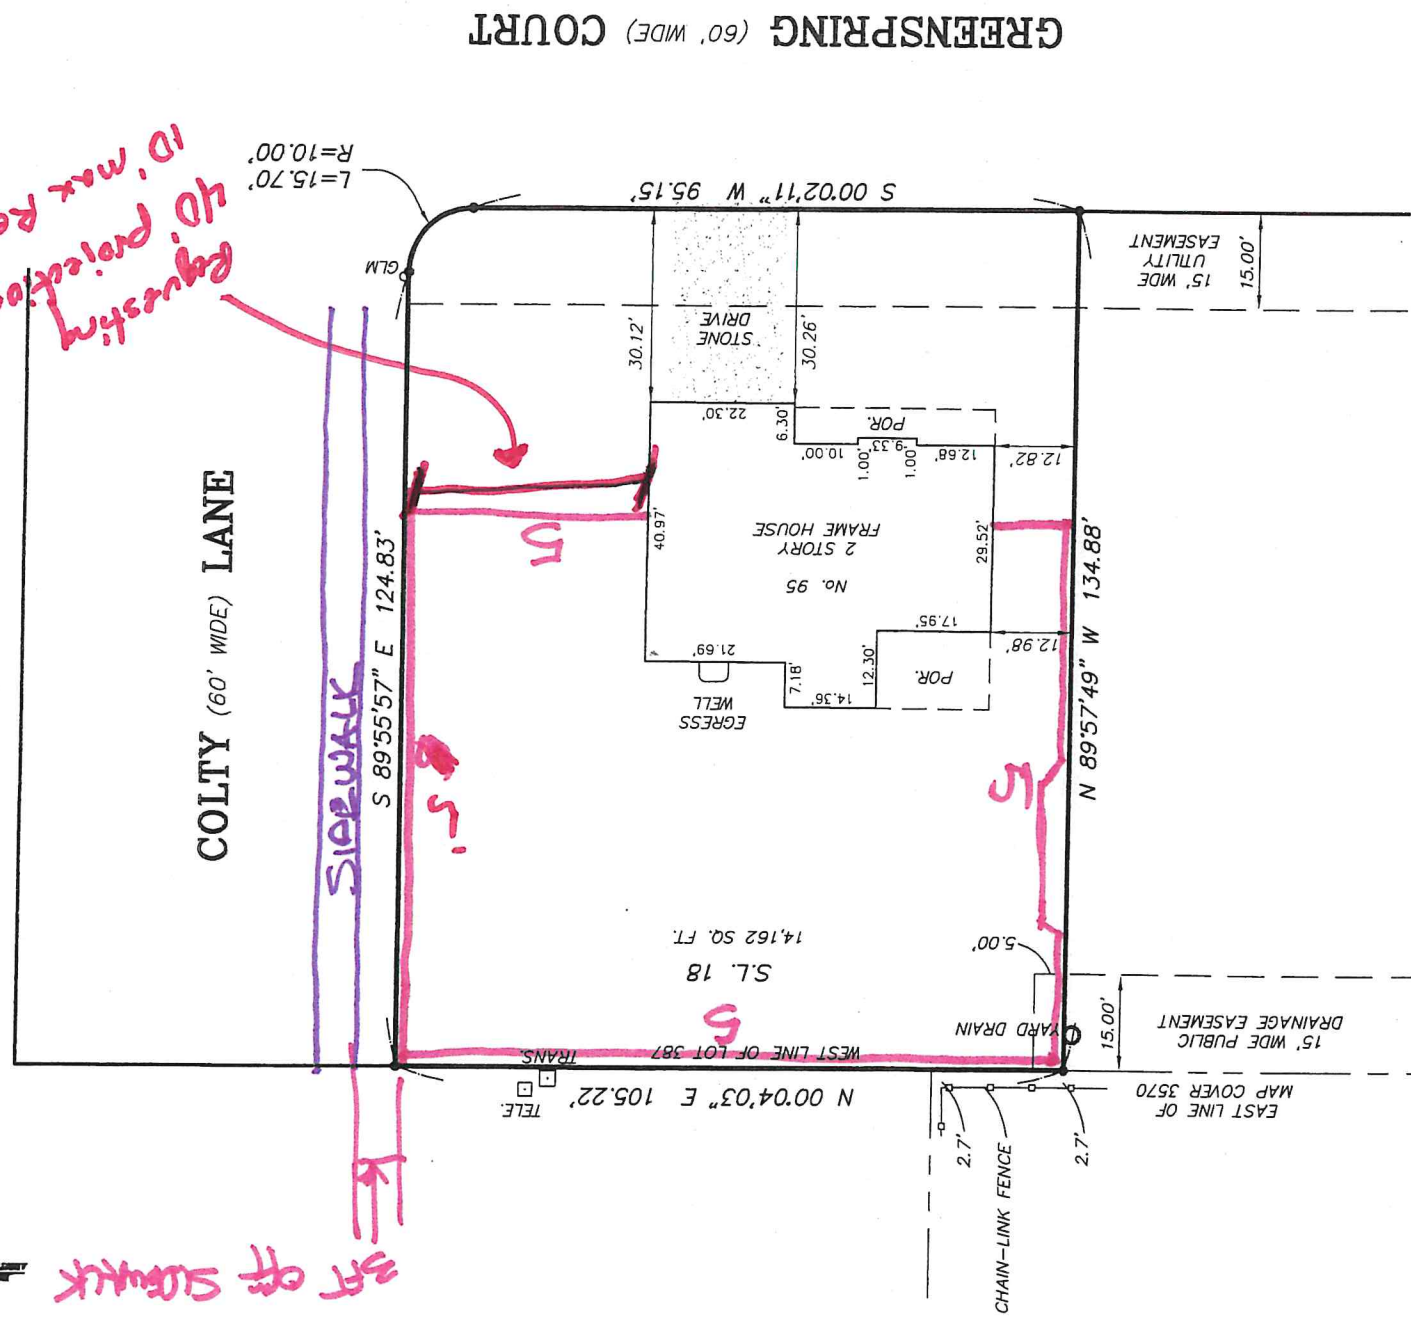 3FT off SIDEWALK
CHAIN-LINK FENCE
2.7'
2.7'
EAST LINE OF
MAP COVER 3570
TELE.
N 00°04'03" E 105.22'
15' WIDE PUBLIC
DRAINAGE EASEMENT
15.00'
YARD DRAIN
WEST LINE OF LOT 387
TRANS.
5
5.00'
S.L. 18
14,162 SQ. FT.
5
5'
SIDEWALK
COLTY (60' WIDE) LANE
S 89°55'57" E 124.83'
N 89°57'49" W 134.88'
EGRESS
WELL
POR.
14.36'
7.18'
12.30'
21.69'
17.95'
12.98'
No. 95
2 STORY
FRAME HOUSE
29.52'
40.97'
5
12.82'
12.68'
1.00'
9.33'
1.00'
10.00'
POR.
6.30'
22.30'
STONE
DRIVE
30.26'
30.12'
15' WIDE
UTILITY
EASEMENT
15.00'
GLM
S 00°02'11" W 95.15'
L=15.70'
R=10.00'
Requesting
40' projection
10' max
GREENSPRING (60' WIDE) COURT